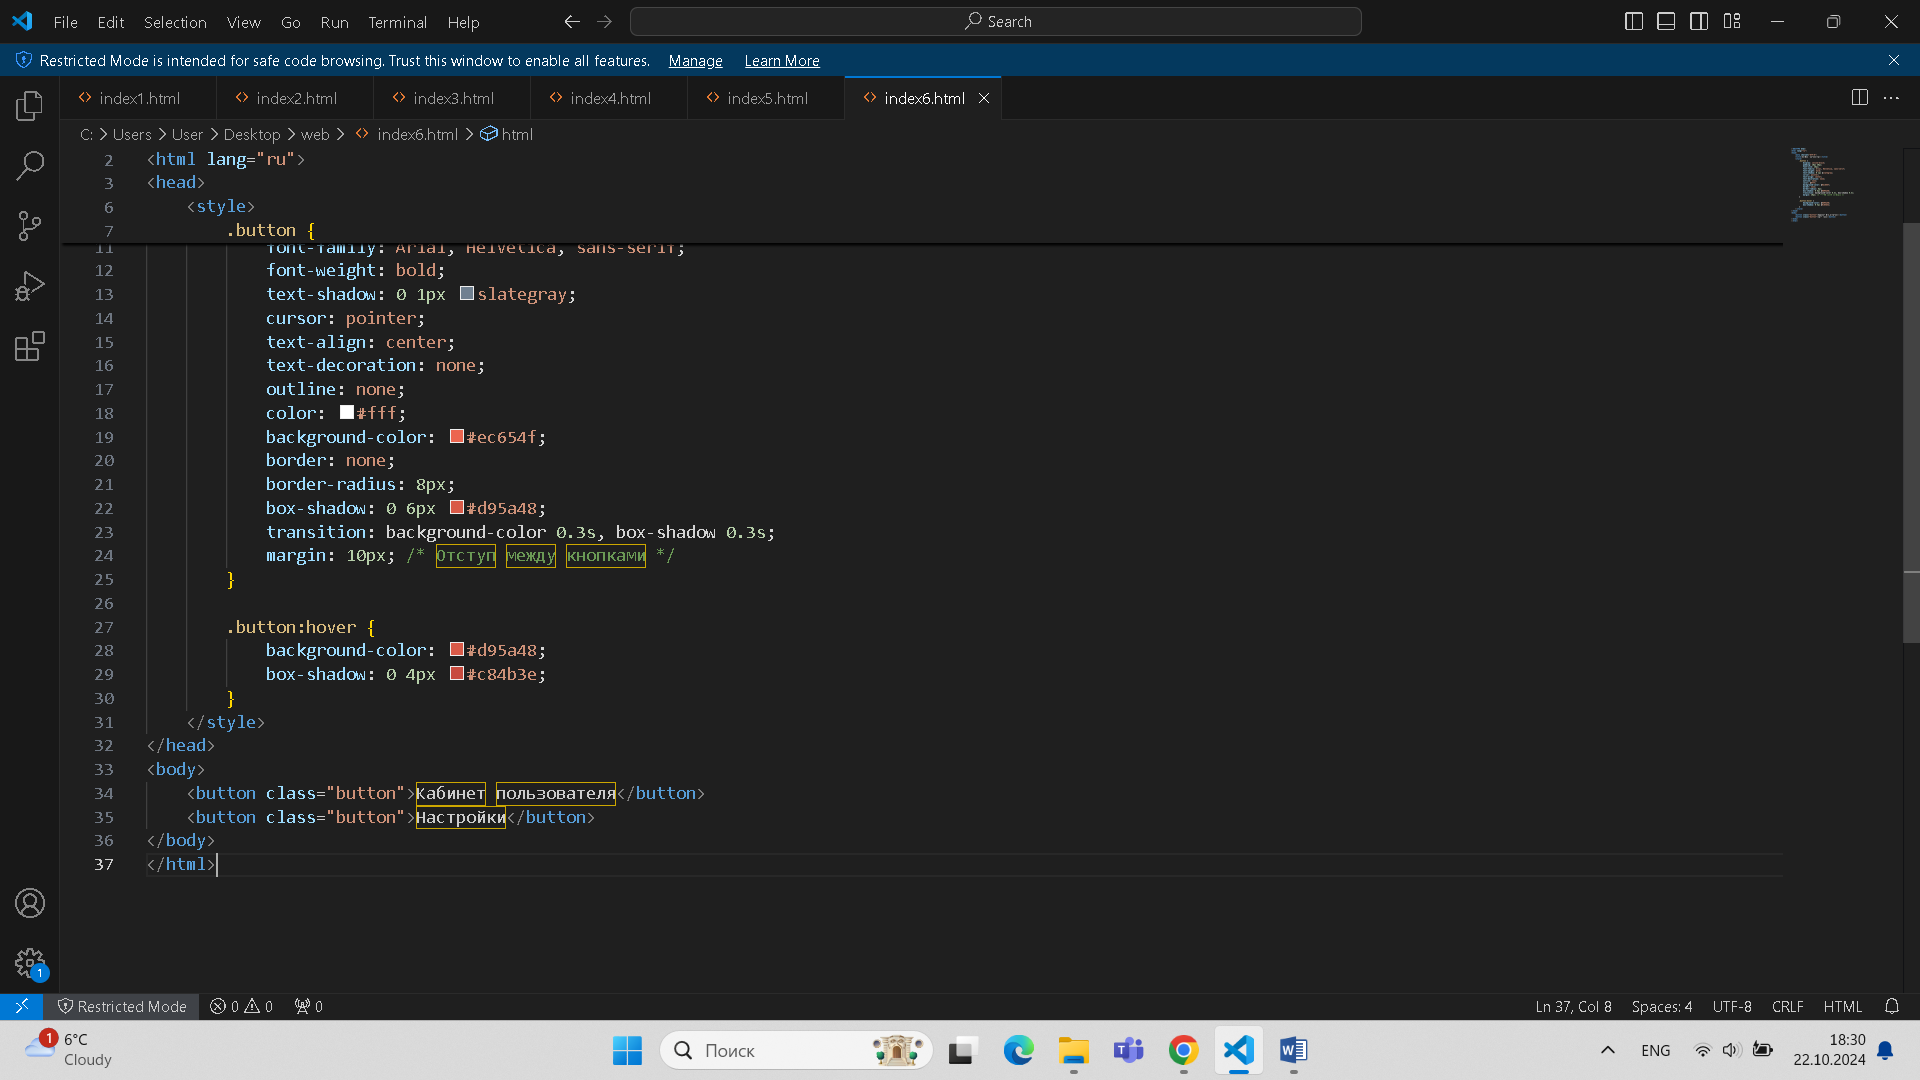 File Edit Selection View Go Run Terminal Help Search
Restricted Mode is intended for safe code browsing. Trust this window to enable all features. Manage Learn More
index1.html index2.html index3.html index4.html index5.html index6.html
C: > Users > User > Desktop > web > index6.html > html
2 <html lang="ru">
3 <head>
6 <style>
7 .button {
11 font-family: Arial, Helvetica, sans-serif;
12 font-weight: bold;
13 text-shadow: 0 1px slategray;
14 cursor: pointer;
15 text-align: center;
16 text-decoration: none;
17 outline: none;
18 color: #fff;
19 background-color: #ec654f;
20 border: none;
21 border-radius: 8px;
22 box-shadow: 0 6px #d95a48;
23 transition: background-color 0.3s, box-shadow 0.3s;
24 margin: 10px; /* Отступ между кнопками */
25 }
26
27 .button:hover {
28 background-color: #d95a48;
29 box-shadow: 0 4px #c84b3e;
30 }
31 </style>
32 </head>
33 <body>
34 <button class="button">Кабинет пользователя</button>
35 <button class="button">Настройки</button>
36 </body>
37 </html>
1
Restricted Mode 0 0 0 Ln 37, Col 8 Spaces: 4 UTF-8 CRLF HTML
1 6°C
Cloudy
Поиск
ENG
18:30
22.10.2024